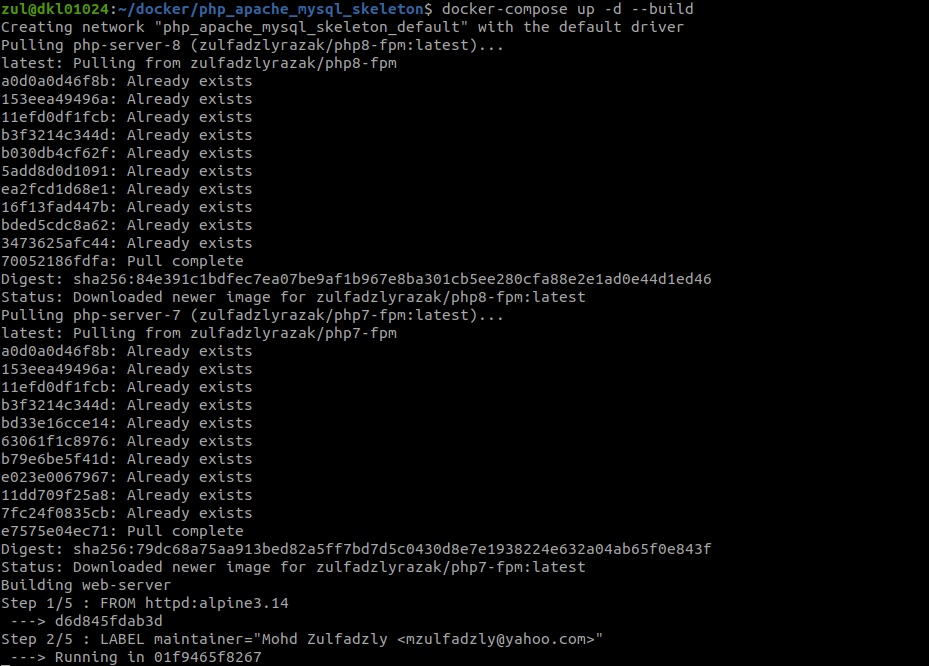 zul@dkl01024:~/docker/php_apache_mysql_skeleton$ docker-compose up -d --build
Creating network "php_apache_mysql_skeleton_default" with the default driver
Pulling php-server-8 (zulfadzlyrazak/php8-fpm:latest)...
latest: Pulling from zulfadzlyrazak/php8-fpm
a0d0a0d46f8b: Already exists
153eea49496a: Already exists
11efd0df1fcb: Already exists
b3f3214c344d: Already exists
b030db4cf62f: Already exists
5add8d0d1091: Already exists
ea2fcd1d68e1: Already exists
16f13fad447b: Already exists
bded5cdc8a62: Already exists
3473625afc44: Already exists
70052186fdfa: Pull complete
Digest: sha256:84e391c1bdfec7ea07be9af1b967e8ba301cb5ee280cfa88e2e1ad0e44d1ed46
Status: Downloaded newer image for zulfadzlyrazak/php8-fpm:latest
Pulling php-server-7 (zulfadzlyrazak/php7-fpm:latest)...
latest: Pulling from zulfadzlyrazak/php7-fpm
a0d0a0d46f8b: Already exists
153eea49496a: Already exists
11efd0df1fcb: Already exists
b3f3214c344d: Already exists
bd33e16cce14: Already exists
63061f1c8976: Already exists
b79e6be5f41d: Already exists
e023e0067967: Already exists
11dd709f25a8: Already exists
7fc24f0835cb: Already exists
e7575e04ec71: Pull complete
Digest: sha256:79dc68a75aa913bed82a5ff7bd7d5c0430d8e7e1938224e632a04ab65f0e843f
Status: Downloaded newer image for zulfadzlyrazak/php7-fpm:latest
Building web-server
Step 1/5 : FROM httpd:alpine3.14
 ---> d6d845fdab3d
Step 2/5 : LABEL maintainer="Mohd Zulfadzly <mzulfadzly@yahoo.com>"
 ---> Running in 01f9465f8267